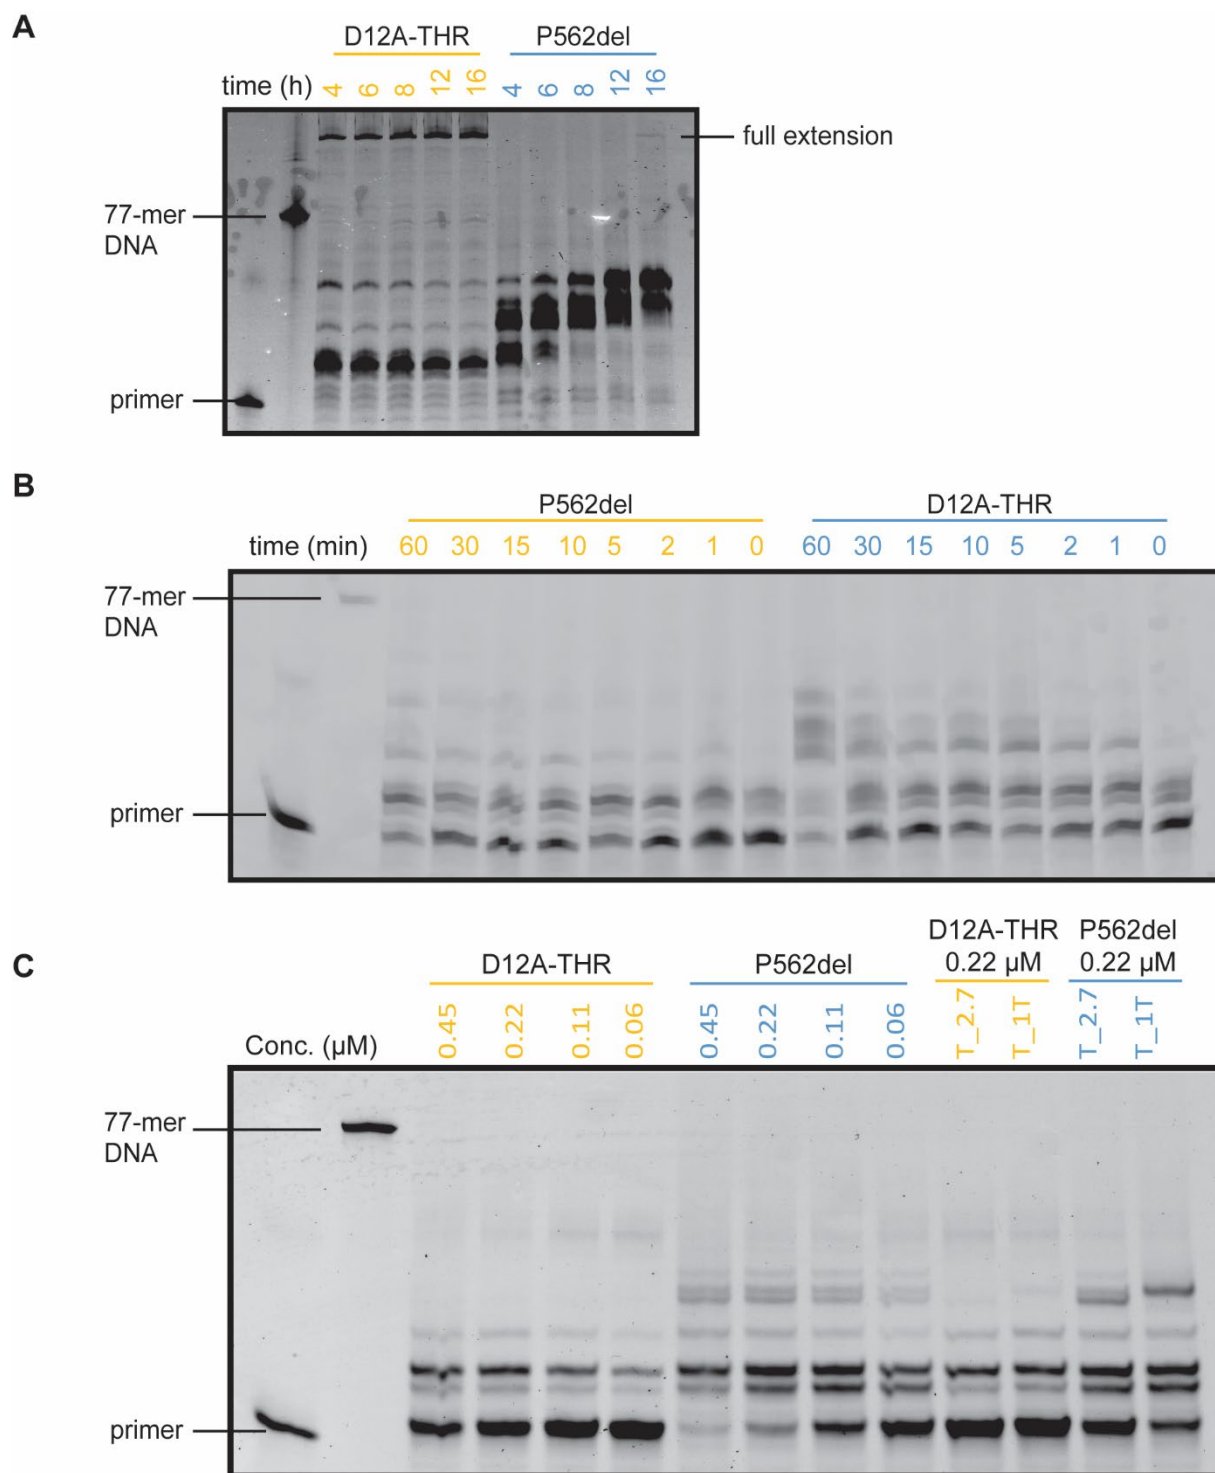 A
D12A-THR P562del
time (h) 4 6 8 12 16 4 6 8 12 16
full extension
77-mer
DNA
primer
B
P562del D12A-THR
time (min) 60 30 15 10 5 2 1 0 60 30 15 10 5 2 1 0
77-mer
DNA
primer
C
D12A-THR P562del D12A-THR 0.22 µM P562del 0.22 µM
Conc. (µM) 0.45 0.22 0.11 0.06 0.45 0.22 0.11 0.06 T_2.7 T_1T T_2.7 T_1T
77-mer
DNA
primer